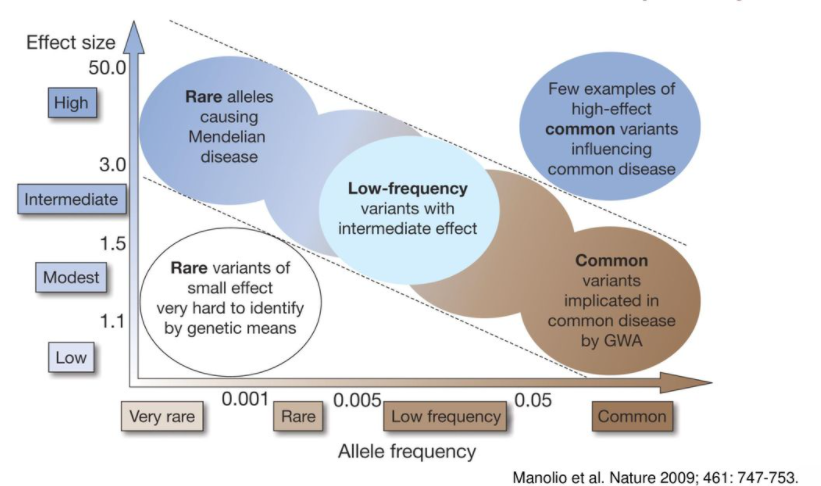 Effect size
50.0
High
3.0
Intermediate
1.5
Modest
1.1
Low
Rare alleles
causing
Mendelian
disease
Few examples of
high-effect
common variants
influencing
common disease
Low-frequency
variants with
intermediate effect
Rare variants of
small effect
very hard to identify
by genetic means
Common
variants
implicated in
common disease
by GWA
0.001
0.005
0.05
Very rare
Rare
Low frequency
Common
Allele frequency
Manolio et al. Nature 2009; 461: 747-753.